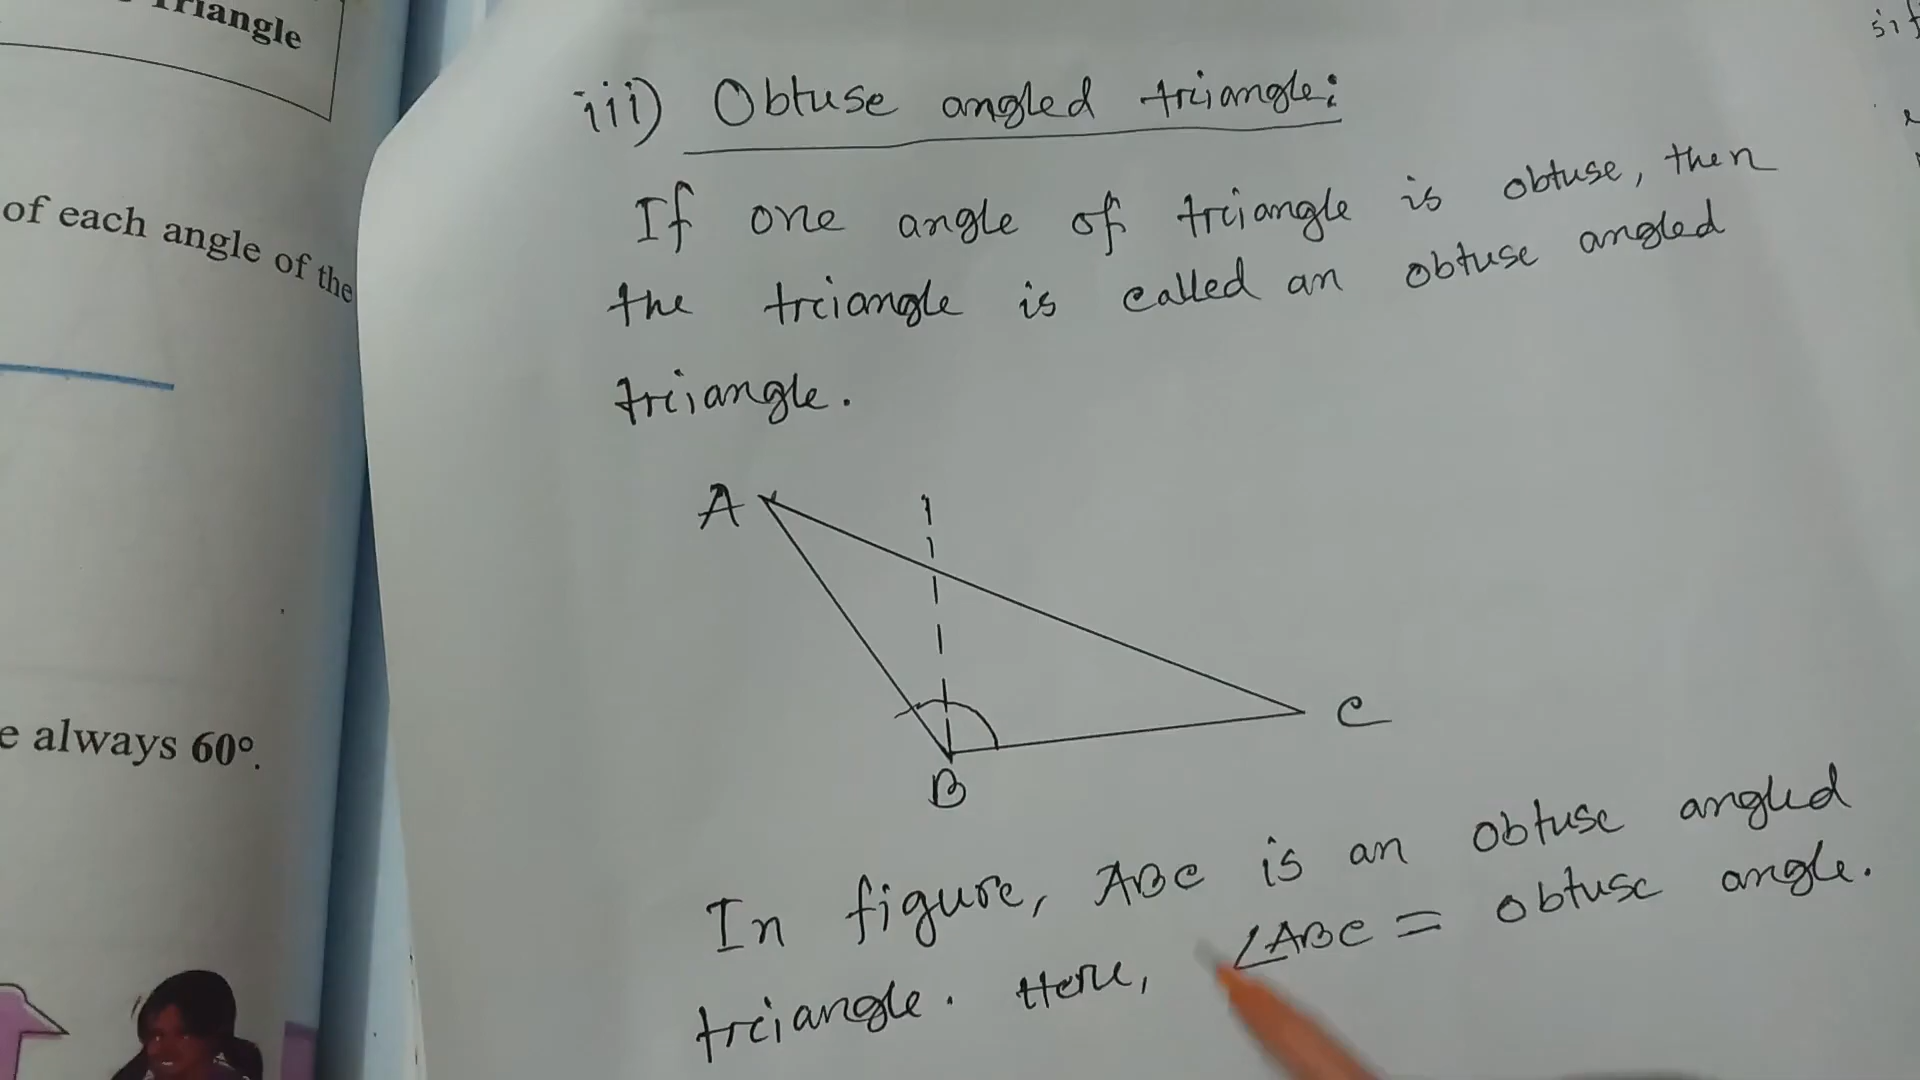 Triangle
of each angle of the
e always 60°.
iii) Obtuse angled triangle:
If one angle of triangle is obtuse, then
the triangle is called an obtuse angled
triangle.
A
C
B
In figure, ABC is an obtuse angled
triangle. Here, ∠ABC = obtuse angle.